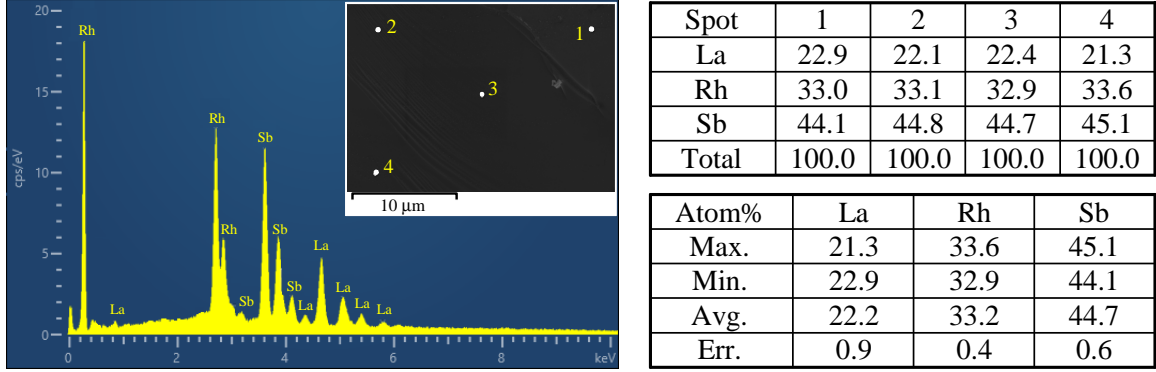 20
15
10
5
0
cps/eV
Rh
Rh
Rh
Sb
Sb
Sb
Sb
La
La
La
La
La
La
0 2 4 6 8 keV
2
1
3
4
10 μm
Spot 1 2 3 4
La 22.9 22.1 22.4 21.3
Rh 33.0 33.1 32.9 33.6
Sb 44.1 44.8 44.7 45.1
Total 100.0 100.0 100.0 100.0
Atom% La Rh Sb
Max. 21.3 33.6 45.1
Min. 22.9 32.9 44.1
Avg. 22.2 33.2 44.7
Err. 0.9 0.4 0.6